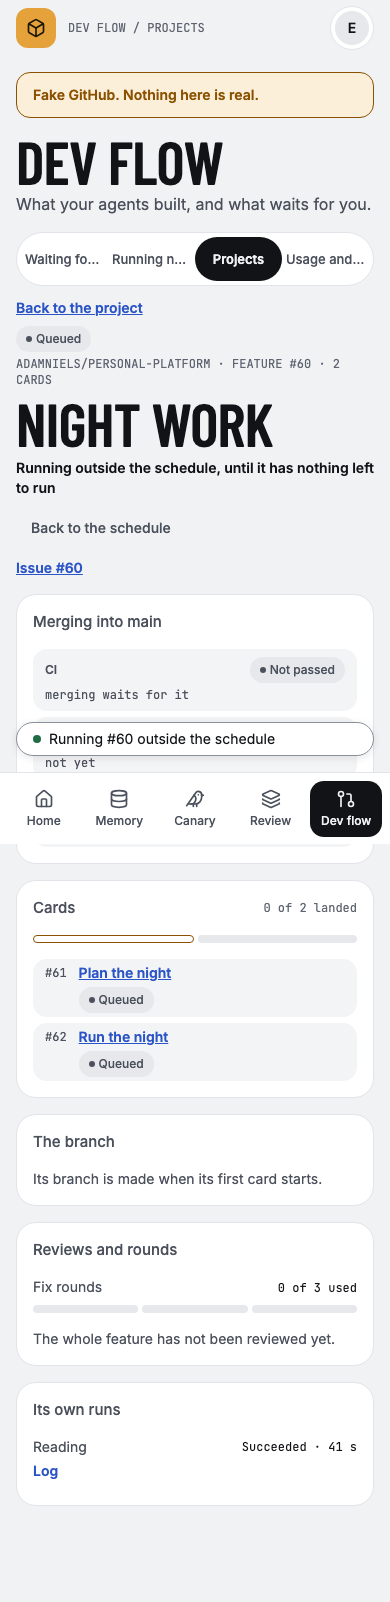 DEV FLOW / PROJECTS
E
Fake GitHub. Nothing here is real.
DEV FLOW
What your agents built, and what waits for you.
Waiting fo...
Running n...
Projects
Usage and...
Back to the project
Queued
ADAMNIELS/PERSONAL-PLATFORM · FEATURE #60 · 2
CARDS
NIGHT WORK
Running outside the schedule, until it has nothing left
to run
Back to the schedule
Issue #60
Merging into main
CI
Not passed
merging waits for it
Running #60 outside the schedule
not yet
Home
Memory
Canary
Review
Dev flow
Cards
0 of 2 landed
#61 Plan the night
Queued
#62 Run the night
Queued
The branch
Its branch is made when its first card starts.
Reviews and rounds
Fix rounds
0 of 3 used
The whole feature has not been reviewed yet.
Its own runs
Reading
Succeeded · 41 s
Log